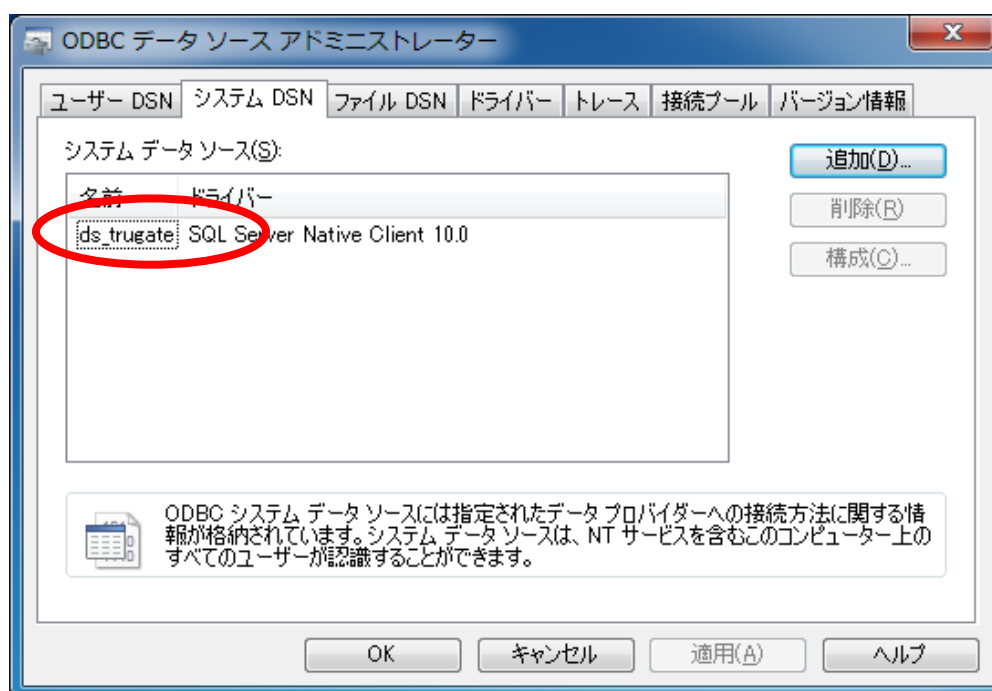 ODBC データ ソース アドミニストレーター
ユーザー DSN システム DSN ファイル DSN ドライバー トレース 接続プール バージョン情報
システム データ ソース(S):
追加(D)...
名前 ドライバー
削除(R)
ds_trugate SQL Server Native Client 10.0
構成(C)...
ODBC システム データ ソースには指定されたデータ プロバイダーへの接続方法に関する情
報が格納されています。システム データ ソースは、NT サービスを含むこのコンピューター上の
すべてのユーザーが認識することができます。
OK キャンセル 適用(A) ヘルプ